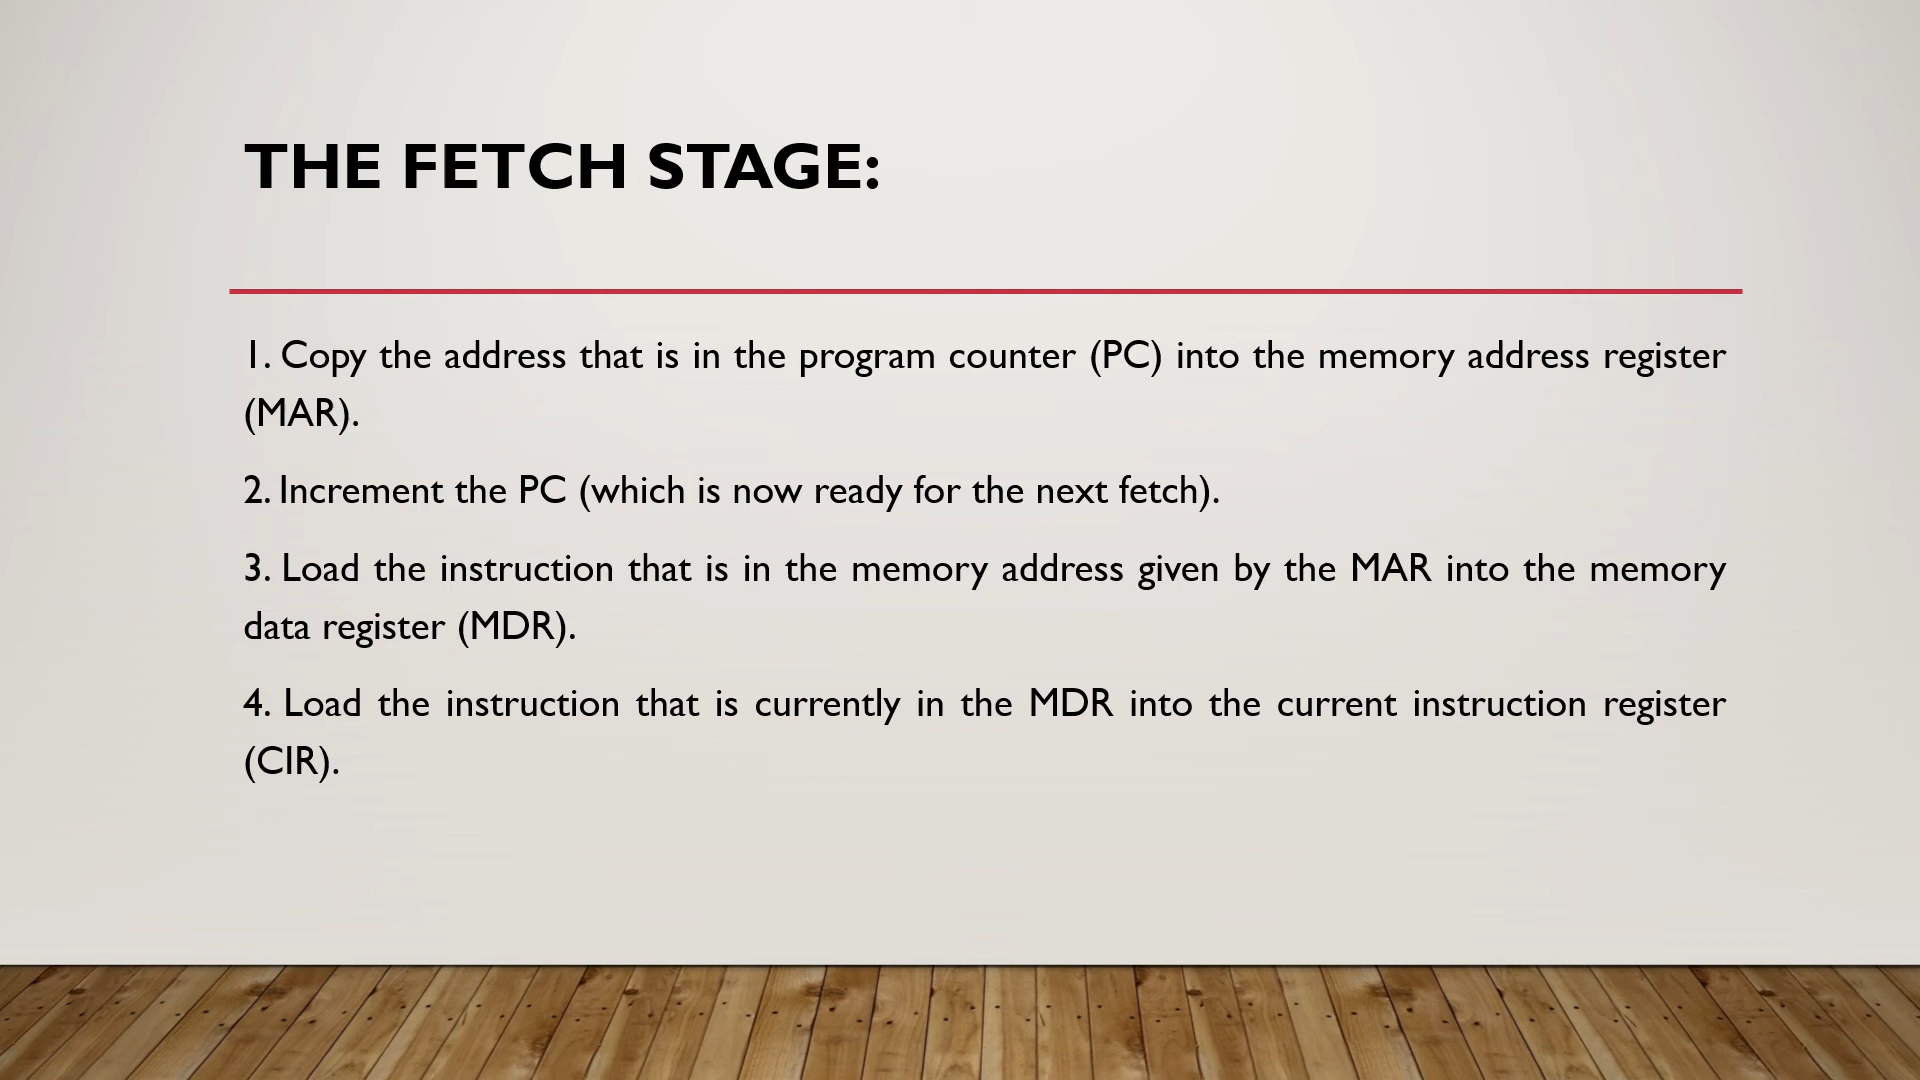 THE FETCH STAGE:
1. Copy the address that is in the program counter (PC) into the memory address register
(MAR).
2. Increment the PC (which is now ready for the next fetch).
3. Load the instruction that is in the memory address given by the MAR into the memory
data register (MDR).
4. Load the instruction that is currently in the MDR into the current instruction register
(CIR).